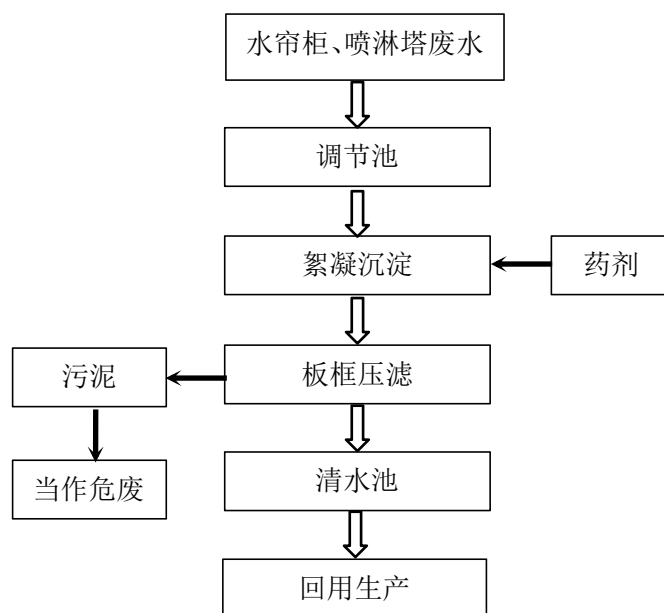 水帘柜、喷淋塔废水
调节池
絮凝沉淀
药剂
污泥
板框压滤
当作危废
清水池
回用生产